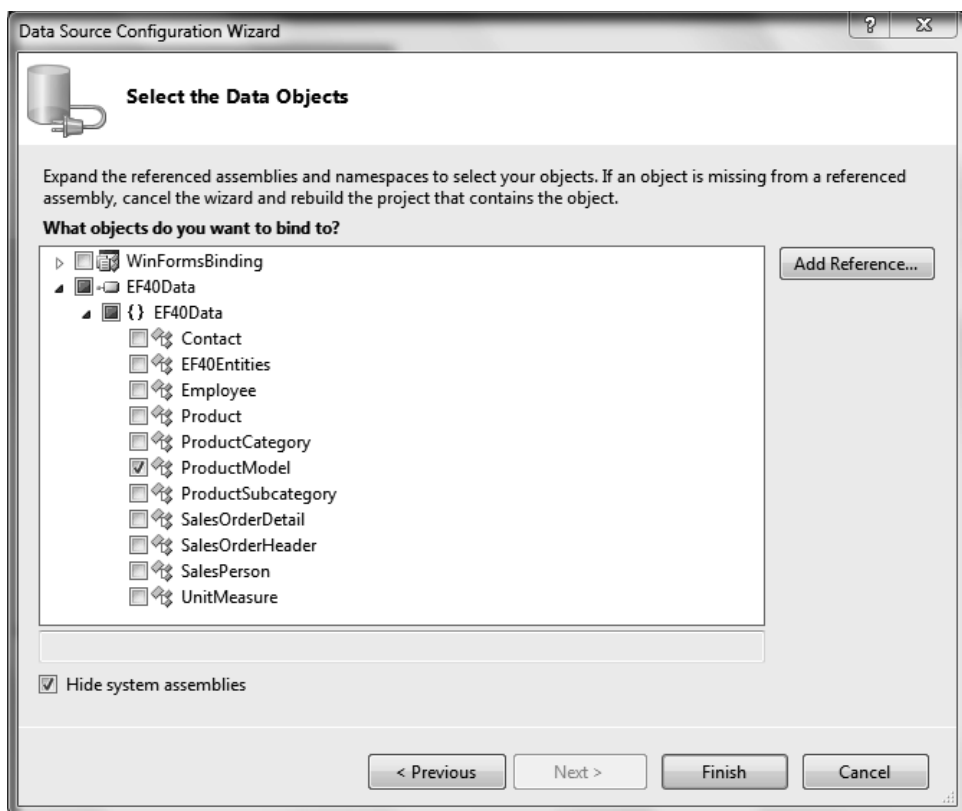 Data Source Configuration Wizard
Select the Data Objects
Expand the referenced assemblies and namespaces to select your objects. If an object is missing from a referenced
assembly, cancel the wizard and rebuild the project that contains the object.
What objects do you want to bind to?
WinFormsBinding
Add Reference...
EF40Data
{} EF40Data
Contact
EF40Entities
Employee
Product
ProductCategory
ProductModel
ProductSubcategory
SalesOrderDetail
SalesOrderHeader
SalesPerson
UnitMeasure
Hide system assemblies
< Previous
Next >
Finish
Cancel